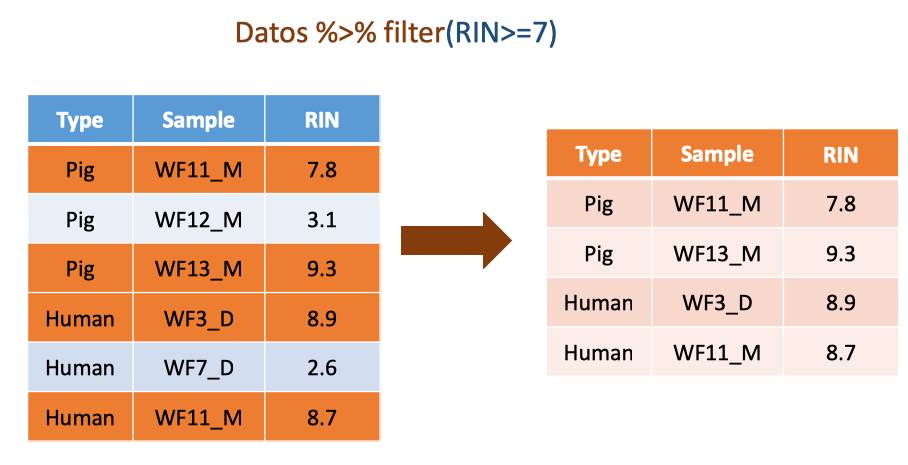 Datos %>% filter(RIN>=7)
Type Sample RIN
Pig WF11_M 7.8
Pig WF12_M 3.1
Pig WF13_M 9.3
Human WF3_D 8.9
Human WF7_D 2.6
Human WF11_M 8.7
Type Sample RIN
Pig WF11_M 7.8
Pig WF13_M 9.3
Human WF3_D 8.9
Human WF11_M 8.7